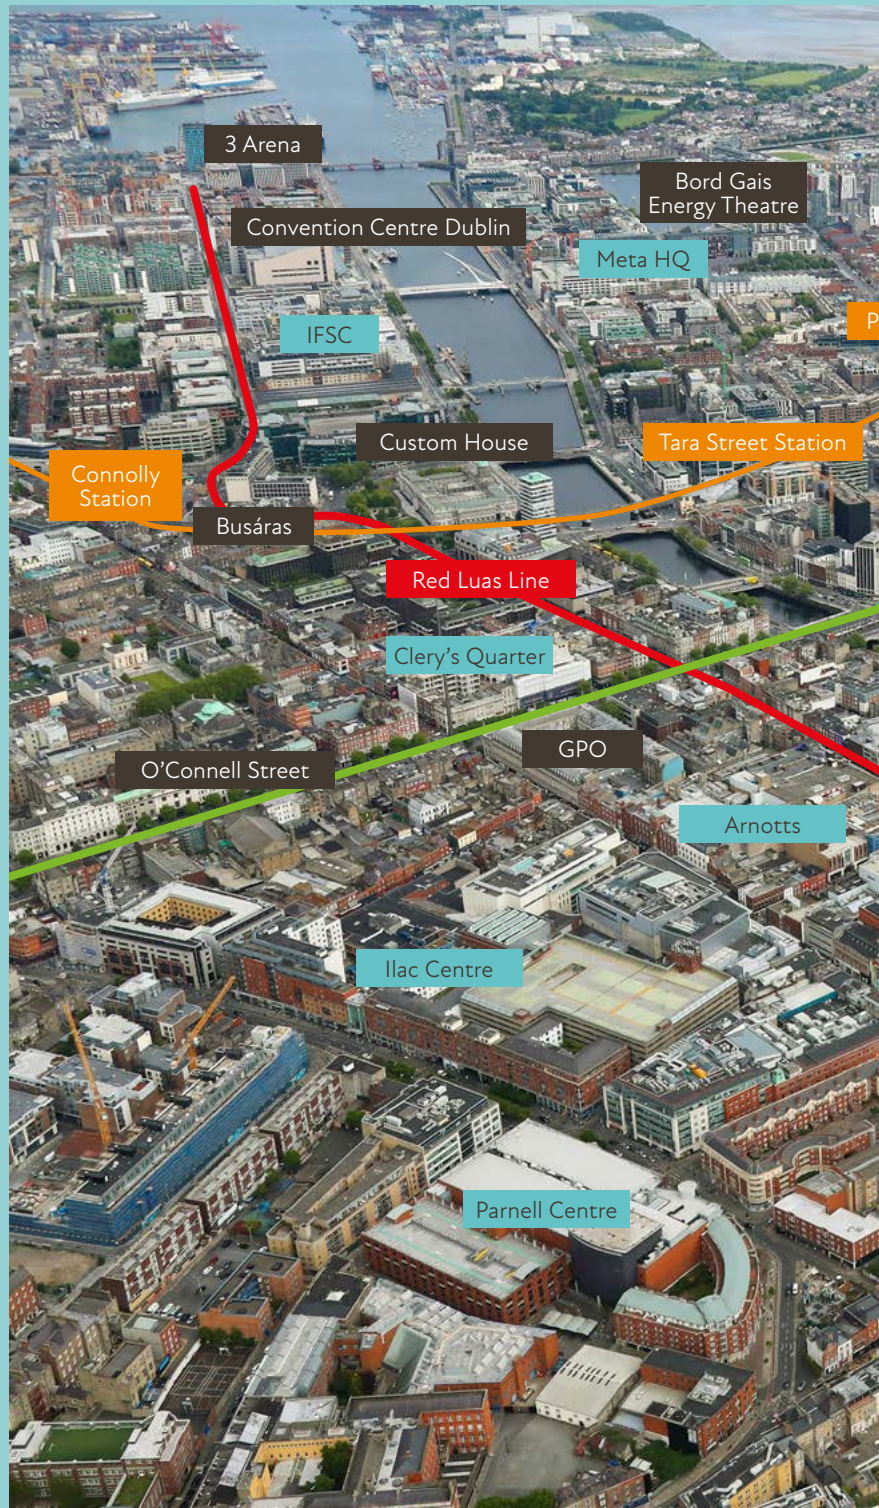 3 Arena
Bord Gais
Energy Theatre
Convention Centre Dublin
Meta HQ
P
IFSC
Custom House
Tara Street Station
Connolly
Station
Busáras
Red Luas Line
Clery's Quarter
GPO
O'Connell Street
Arnotts
Ilac Centre
Parnell Centre